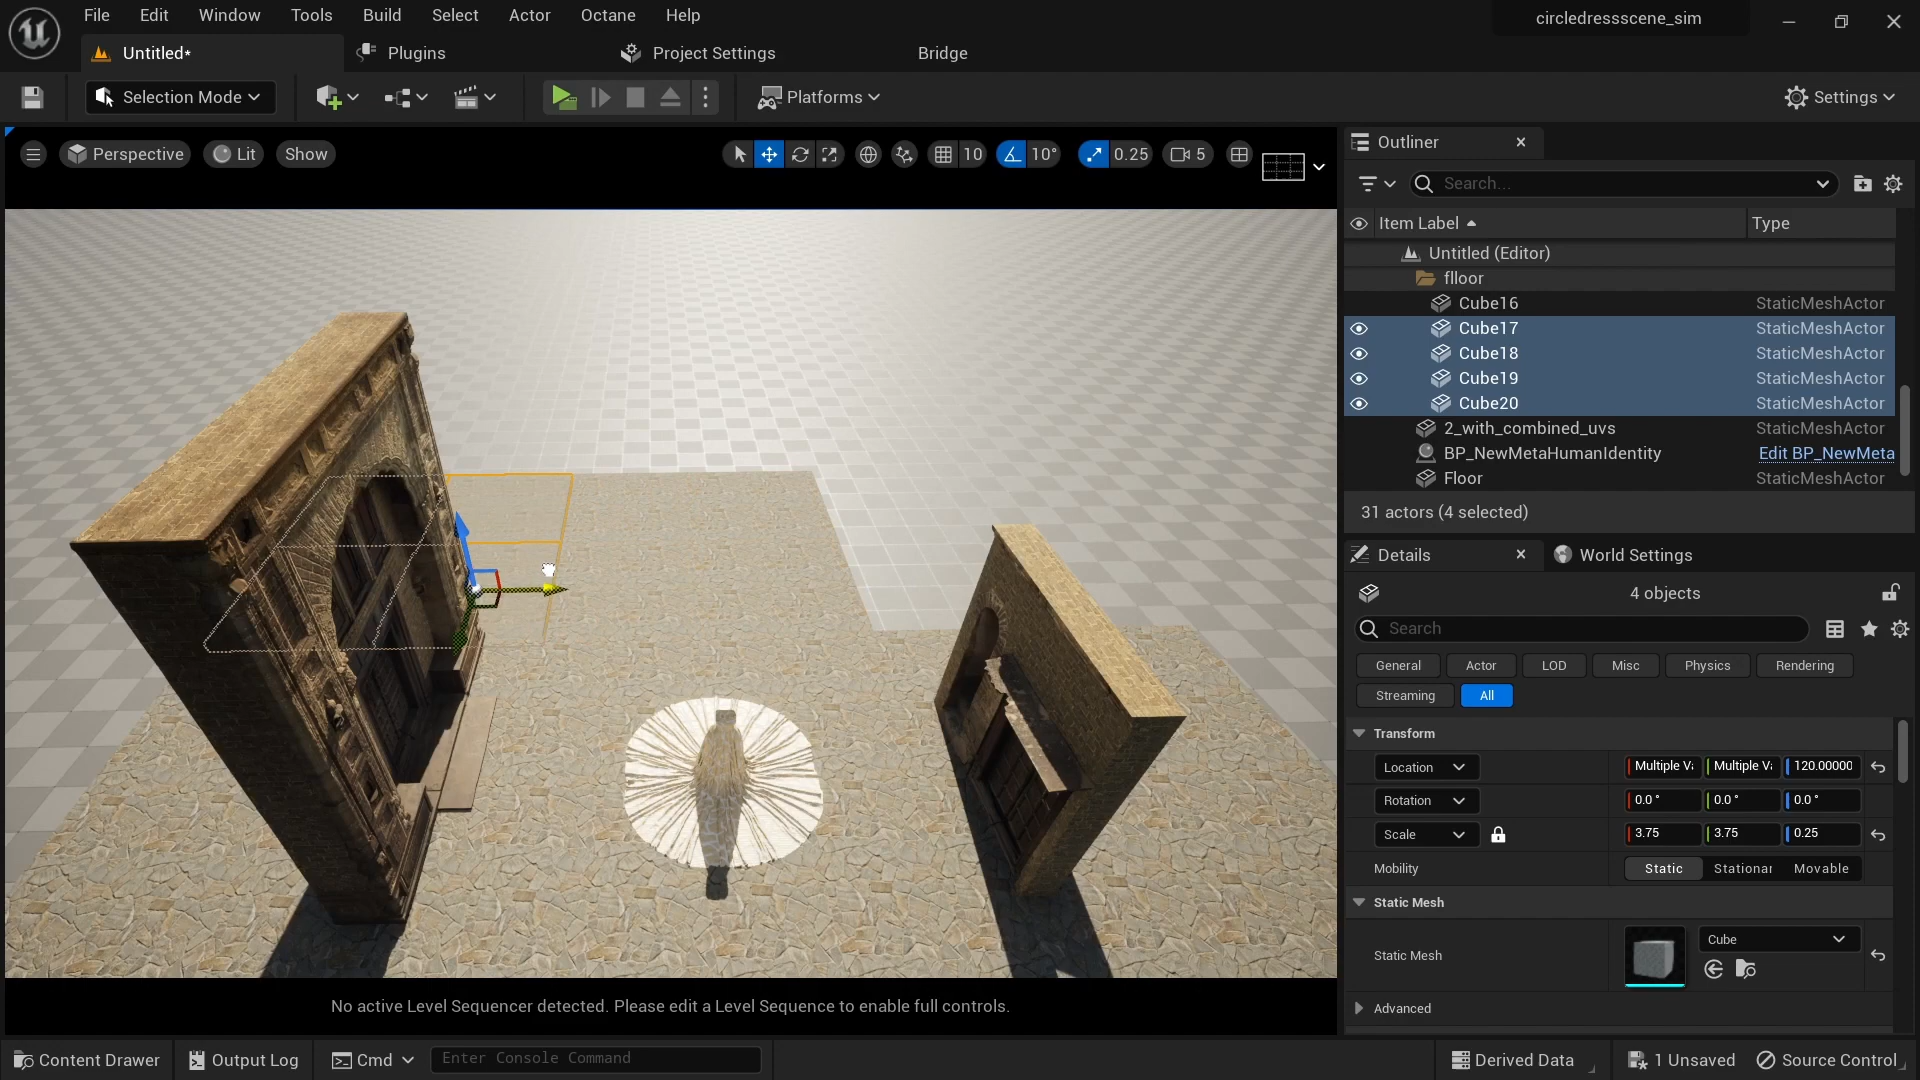 File Edit Window Tools Build Select Actor Octane Help
circledressscene_sim
Untitled* Plugins Project Settings Bridge
Selection Mode Platforms Settings
Perspective Lit Show 10 10° 0.25 5
Outliner
Search...
Item Label Type
Untitled (Editor)
flloor
Cube16 StaticMeshActor
Cube17 StaticMeshActor
Cube18 StaticMeshActor
Cube19 StaticMeshActor
Cube20 StaticMeshActor
2_with_combined_uvs StaticMeshActor
BP_NewMetaHumanIdentity Edit BP_NewMeta
Floor StaticMeshActor
31 actors (4 selected)
Details World Settings
4 objects
Search
General Actor LOD Misc Physics Rendering
Streaming All
Transform
Location Multiple Va Multiple Va 120.00000
Rotation 0.0 ° 0.0 ° 0.0 °
Scale 3.75 3.75 0.25
Mobility Static Stationar Movable
Static Mesh
Static Mesh Cube
Advanced
No active Level Sequencer detected. Please edit a Level Sequence to enable full controls.
Content Drawer Output Log Cmd Enter Console Command Derived Data 1 Unsaved Source Control